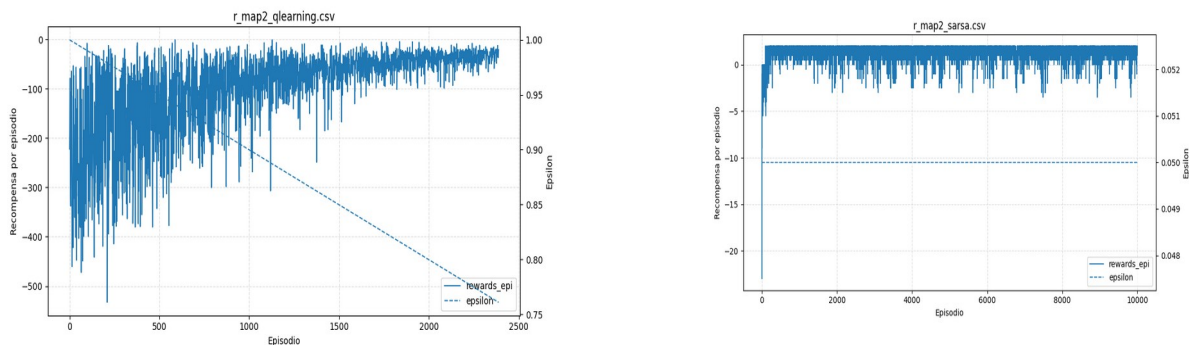 r_map2_qlearning.csv
Recompensa por episodio
0
−100
−200
−300
−400
−500
1.00
0.95
0.90
0.85
0.80
0.75
Epsilon
rewards_epi
epsilon
0 500 1000 1500 2000 2500
Episodio
r_map2_sarsa.csv
Recompensa por episodio
0
−5
−10
−15
−20
0.052
0.051
0.050
0.049
0.048
Epsilon
rewards_epi
epsilon
0 2000 4000 6000 8000 10000
Episodio